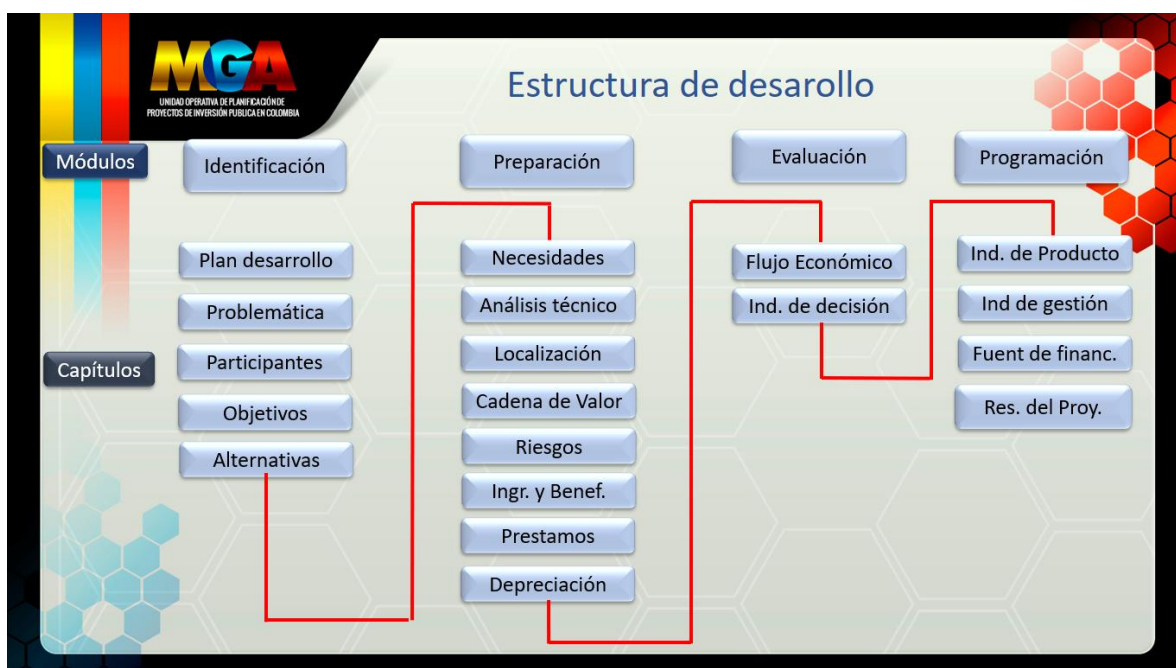 MGA
UNIDAD OPERATIVA DE PLANIFICACIÓN DE
PROYECTOS DE INVERSIÓN PUBLICA EN COLOMBIA
Estructura de desarollo
Módulos
Identificación
Preparación
Evaluación
Programación
Capítulos
Plan desarrollo
Problemática
Participantes
Objetivos
Alternativas
Necesidades
Análisis técnico
Localización
Cadena de Valor
Riesgos
Ingr. y Benef.
Prestamos
Depreciación
Flujo Económico
Ind. de decisión
Ind. de Producto
Ind de gestión
Fuent de financ.
Res. del Proy.